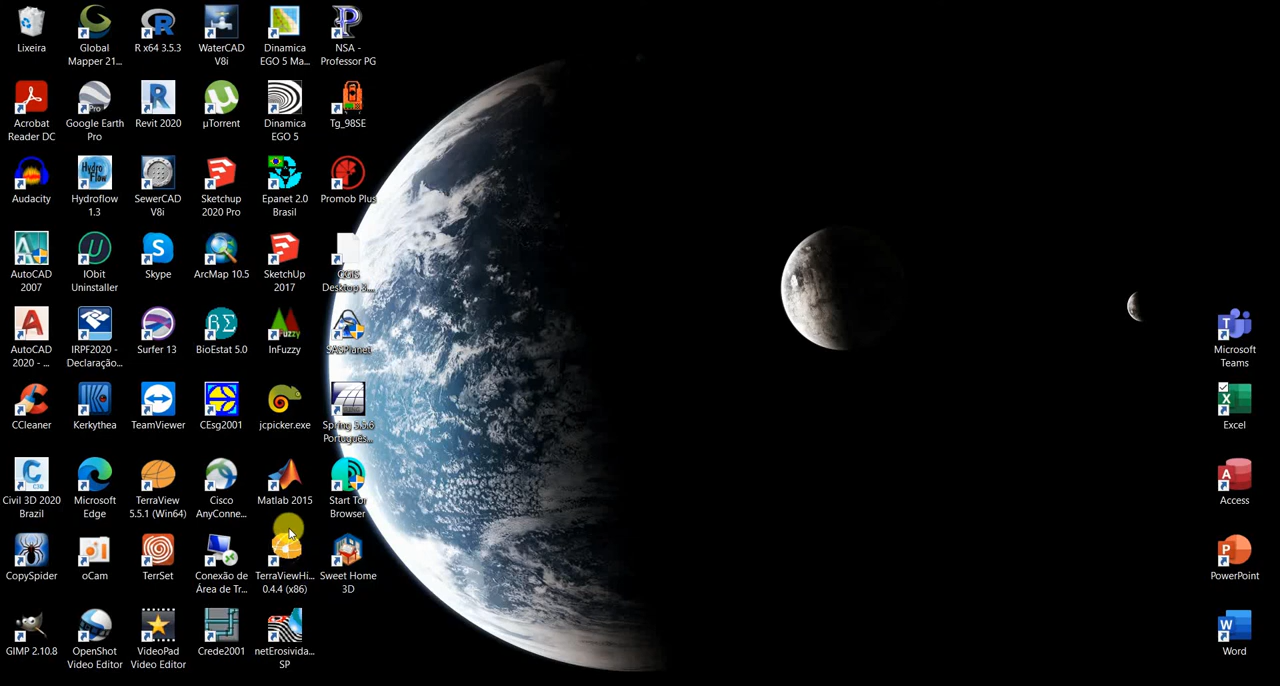 Lixeira
Global
Mapper 21...
R x64 3.5.3
WaterCAD
V8i
Dinamica
EGO 5 Ma...
NSA -
Professor PG
Acrobat
Reader DC
Google Earth
Pro
Revit 2020
µTorrent
Dinamica
EGO 5
Tg_98SE
Audacity
Hydroflow
1.3
SewerCAD
V8i
Sketchup
2020 Pro
Epanet 2.0
Brasil
Promob Plus
AutoCAD
2007
IObit
Uninstaller
Skype
ArcMap 10.5
SketchUp
2017
Desktop
AutoCAD
2020 - ...
IRPF2020 -
Declaração...
Surfer 13
BioEstat 5.0
InFuzzy
SASPlanet
CCleaner
Kerkythea
TeamViewer
CEsg2001
jcpicker.exe
Spring 5.5.6
Português...
Civil 3D 2020
Brazil
Microsoft
Edge
TerraView
5.5.1 (Win64)
Cisco
AnyConne...
Matlab 2015
Start Tor
Browser
CopySpider
oCam
TerrSet
Conexão de
Área de Tr...
TerraViewHi...
0.4.4 (x86)
Sweet Home
3D
GIMP 2.10.8
OpenShot
Video Editor
VideoPad
Video Editor
Crede2001
netErosivida...
SP
Microsoft
Teams
Excel
Access
PowerPoint
Word